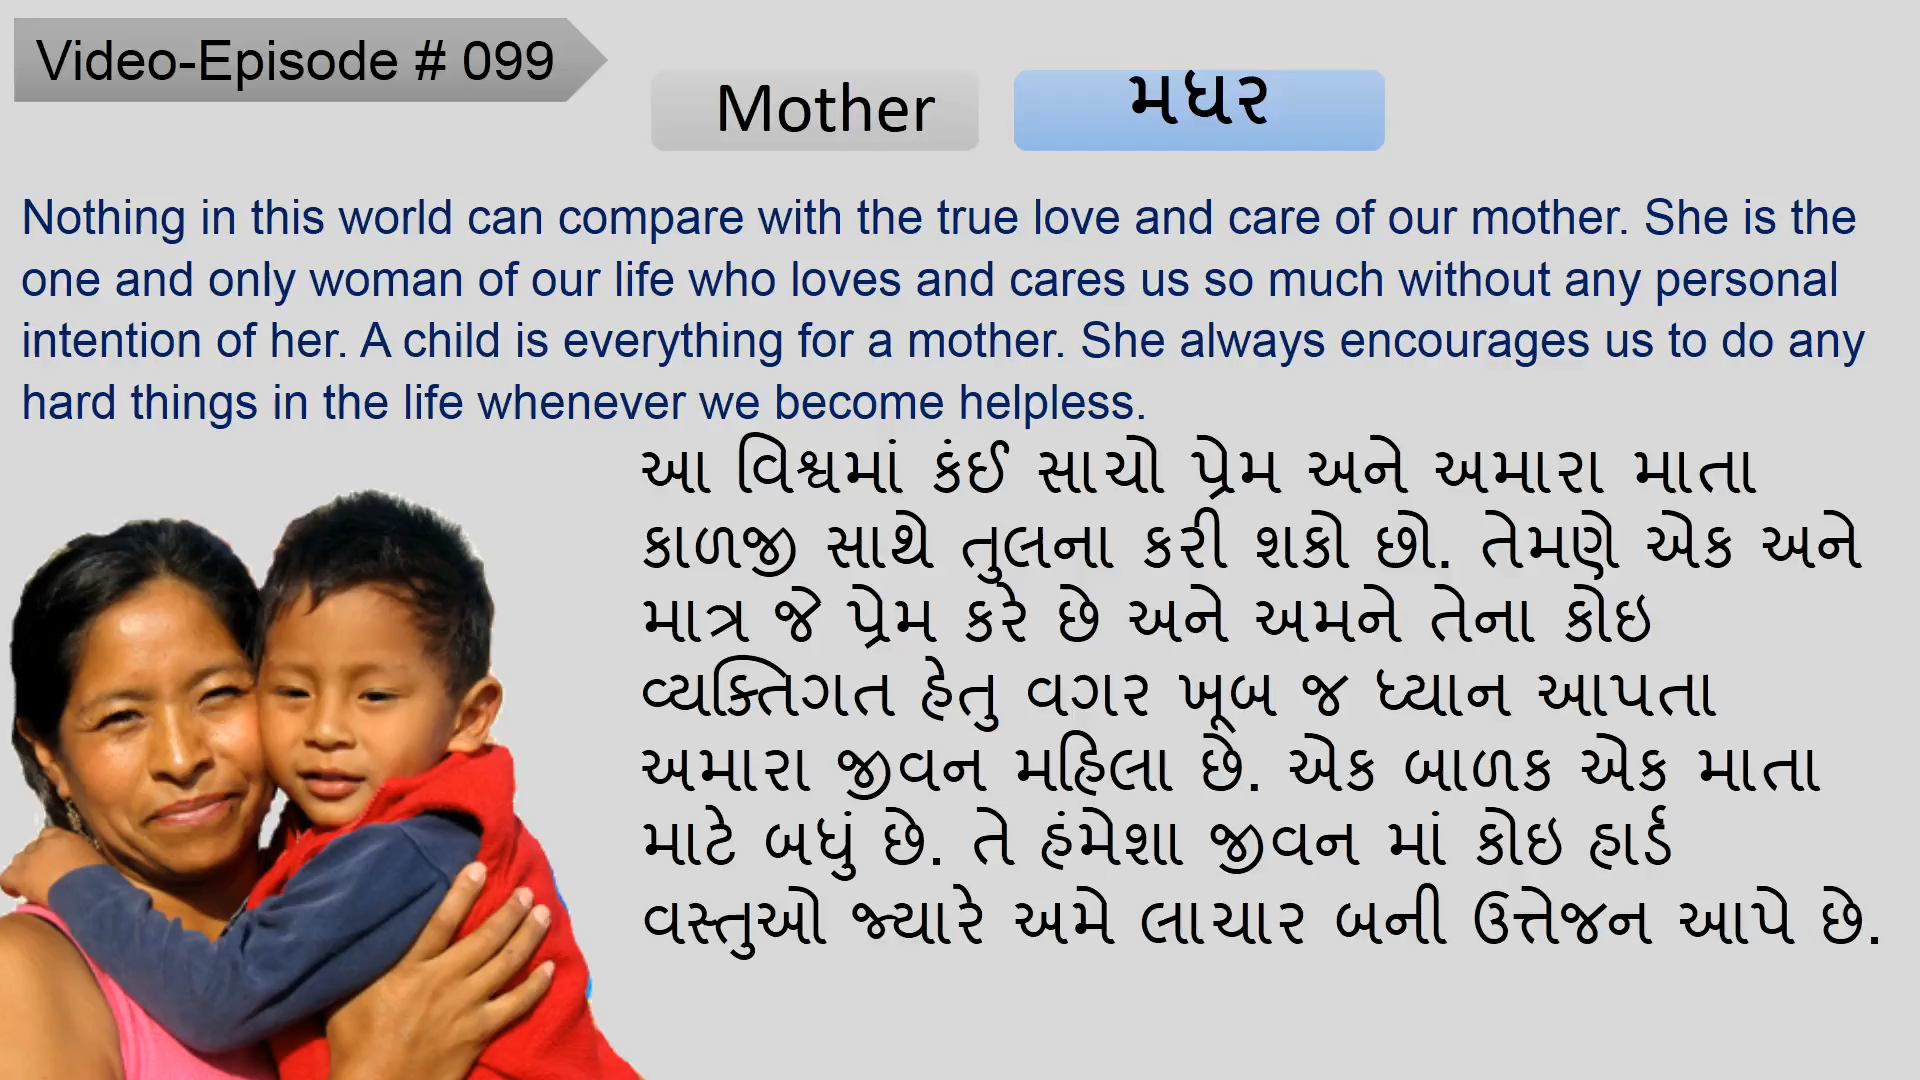 Video-Episode # 099
Mother
મધર
Nothing in this world can compare with the true love and care of our mother. She is the
one and only woman of our life who loves and cares us so much without any personal
intention of her. A child is everything for a mother. She always encourages us to do any
hard things in the life whenever we become helpless.
આ વિશ્વમાં કંઈ સાચો પ્રેમ અને અમારા માતા
કાળજી સાથે તુલના કરી શકો છો. તેમણે એક અને
માત્ર જે પ્રેમ કરે છે અને અમને તેના કોઇ
વ્યક્તિગત હેતુ વગર ખૂબ જ ધ્યાન આપતા
અમારા જીવન મહિલા છે. એક બાળક એક માતા
માટે બધું છે. તે હંમેશા જીવન માં કોઇ હાર્ડ
વસ્તુઓ જ્યારે અમે લાચાર બની ઉત્તેજન આપે છે.